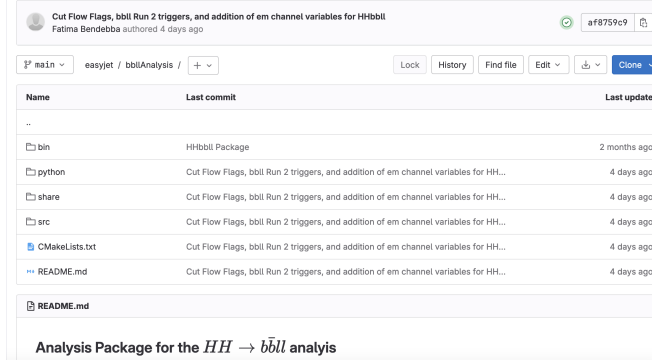 Cut Flow Flags, bbll Run 2 triggers, and addition of em channel variables for HHbbll
Fatima Bendebba authored 4 days ago
af8759c9
main easyjet / bbllAnalysis / + Lock History Find file Edit Clone
Name Last commit Last update
..
bin HHbbll Package 2 months ago
python Cut Flow Flags, bbll Run 2 triggers, and addition of em channel variables for HH... 4 days ago
share Cut Flow Flags, bbll Run 2 triggers, and addition of em channel variables for HH... 4 days ago
src Cut Flow Flags, bbll Run 2 triggers, and addition of em channel variables for HH... 4 days ago
CMakeLists.txt Cut Flow Flags, bbll Run 2 triggers, and addition of em channel variables for HH... 4 days ago
README.md Cut Flow Flags, bbll Run 2 triggers, and addition of em channel variables for HH... 4 days ago
README.md
Analysis Package for the HH → bb̄ll analyis